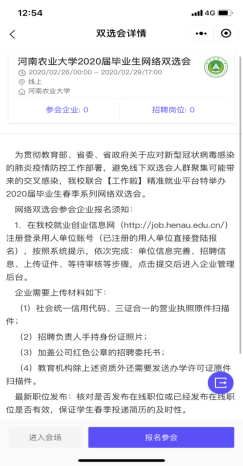 12:54
4G
双选会详情
河南农业大学2020届毕业生网络双选会
2020/02/26/00:00 ~ 2020/02/29/17:00
线上
河南农业大学
参会企业: 0
招聘岗位: 0
为贯彻教育部、省委、省政府关于应对新型冠状病毒感染
的肺炎疫情防控工作部署，避免线下双选会人群聚集可能带
来的交叉感染，我校联合【工作啦】精准就业平台特举办
2020届毕业生春季系列网络双选会。
网络双选会参会企业报名须知：
1. 在我校就业创业信息网（http://job.henau.edu.cn/）
注册登录用人单位账号（已注册的用人单位直接登陆报
名），按照系统提示，依次完成：单位信息完善、招聘信
息、上传证件、等待审核等步骤，点击提交后进入企业管理
后台。
企业需要上传材料如下：
（1）社会统一信用代码、三证合一的营业执照原件扫描
件；
（2）招聘负责人手持身份证照片；
（3）加盖公司红色公章的招聘委托书；
（4）教育机构除上述资质外还需要发送办学许可证原件
扫描件。
最新职位发布：核对是否发布在线职位或已经发布在线职
位是否有效，保证学生春季投递简历的及时性。
进入会场
报名参会